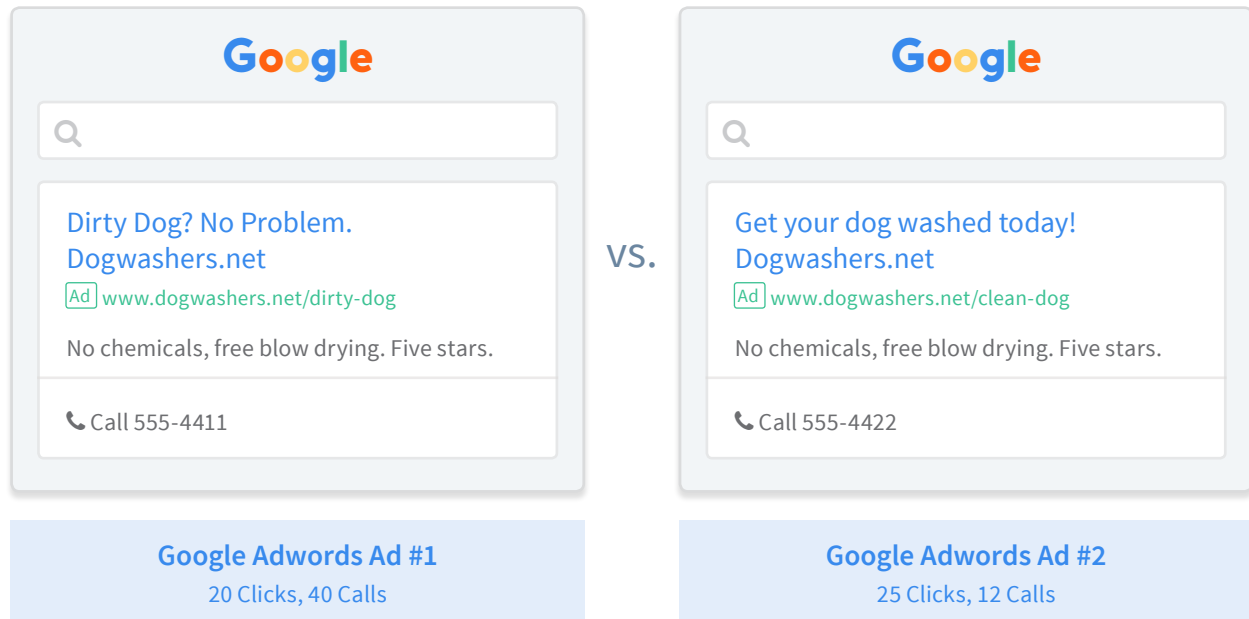 Google
Dirty Dog? No Problem.
Dogwashers.net
Ad www.dogwashers.net/dirty-dog
No chemicals, free blow drying. Five stars.
Call 555-4411
Google Adwords Ad #1
20 Clicks, 40 Calls
vs.
Google
Get your dog washed today!
Dogwashers.net
Ad www.dogwashers.net/clean-dog
No chemicals, free blow drying. Five stars.
Call 555-4422
Google Adwords Ad #2
25 Clicks, 12 Calls